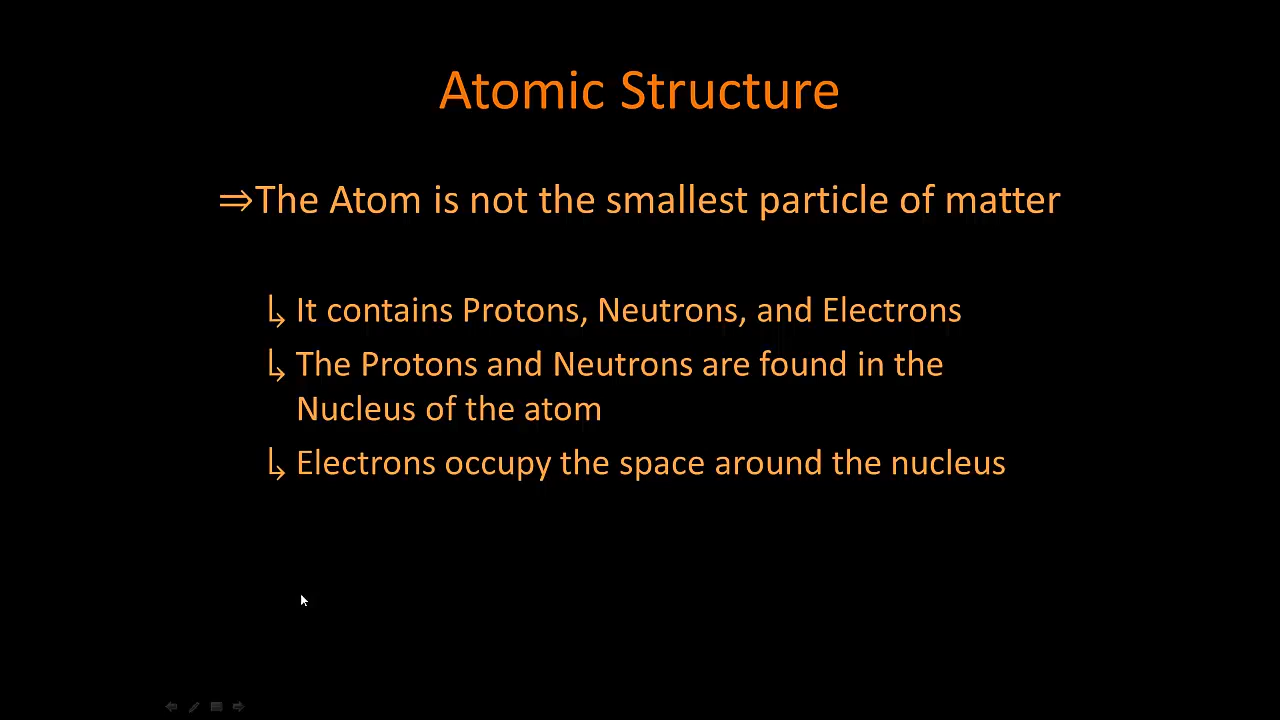 Atomic Structure
⇒The Atom is not the smallest particle of matter
↳ It contains Protons, Neutrons, and Electrons
↳ The Protons and Neutrons are found in the
Nucleus of the atom
↳ Electrons occupy the space around the nucleus